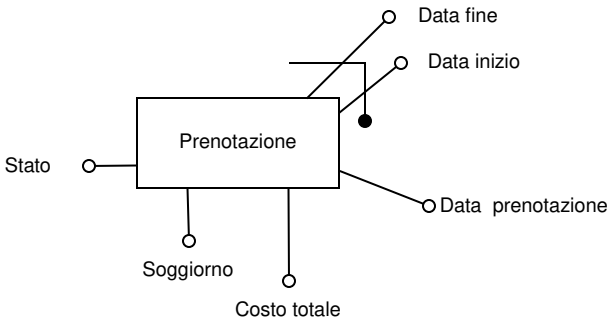 Data fine
Data inizio
Prenotazione
Stato
Data prenotazione
Soggiorno
Costo totale